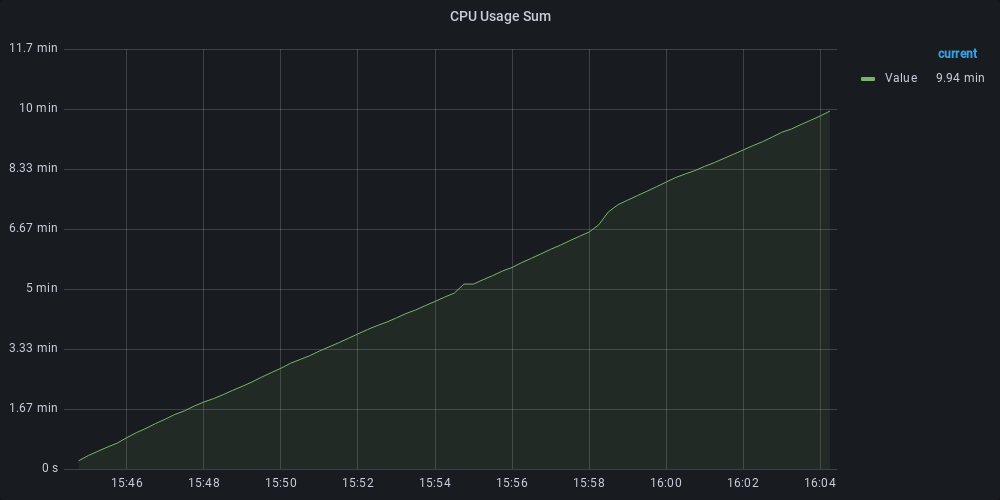 CPU Usage Sum
11.7 min
10 min
8.33 min
6.67 min
5 min
3.33 min
1.67 min
0 s
15:46 15:48 15:50 15:52 15:54 15:56 15:58 16:00 16:02 16:04
current
Value 9.94 min